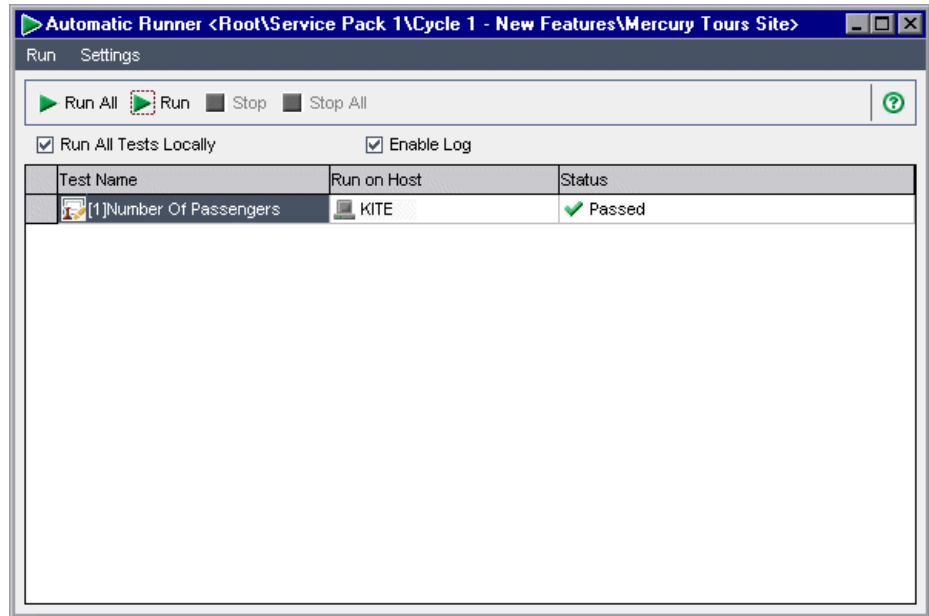 Automatic Runner <Root\Service Pack 1\Cycle 1 - New Features\Mercury Tours Site>
Run Settings
Run All Run Stop Stop All
Run All Tests Locally Enable Log
Test Name Run on Host Status
[1]Number Of Passengers KITE Passed